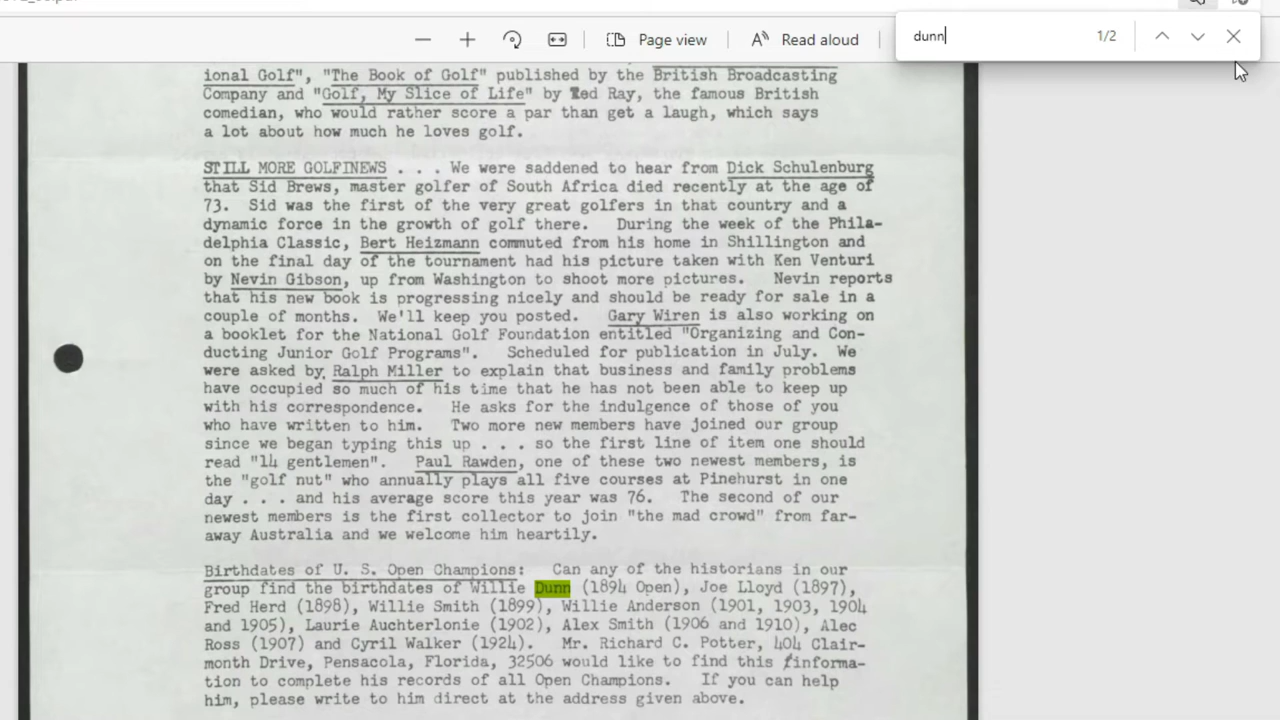 dunn
1/2
Page view
Read aloud
ional Golf", "The Book of Golf" published by the British Broadcasting
Company and "Golf, My Slice of Life" by Ted Ray, the famous British
comedian, who would rather score a par than get a laugh, which says
a lot about how much he loves golf.
STILL MORE GOLFINEWS . . . We were saddened to hear from Dick Schulenburg
that Sid Brews, master golfer of South Africa died recently at the age of
73. Sid was the first of the very great golfers in that country and a
dynamic force in the growth of golf there. During the week of the Phila-
delphia Classic, Bert Heizmann commuted from his home in Shillington and
on the final day of the tournament had his picture taken with Ken Venturi
by Nevin Gibson, up from Washington to shoot more pictures. Nevin reports
that his new book is progressing nicely and should be ready for sale in a
couple of months. We'll keep you posted. Gary Wiren is also working on
a booklet for the National Golf Foundation entitled "Organizing and Con-
ducting Junior Golf Programs". Scheduled for publication in July. We
were asked by Ralph Miller to explain that business and family problems
have occupied so much of his time that he has not been able to keep up
with his correspondence. He asks for the indulgence of those of you
who have written to him. Two more new members have joined our group
since we began typing this up . . . so the first line of item one should
read "14 gentlemen". Paul Rawden, one of these two newest members, is
the "golf nut" who annually plays all five courses at Pinehurst in one
day . . . and his average score this year was 76. The second of our
newest members is the first collector to join "the mad crowd" from far-
away Australia and we welcome him heartily.
Birthdates of U. S. Open Champions: Can any of the historians in our
group find the birthdates of Willie Dunn (1894 Open), Joe Lloyd (1897),
Fred Herd (1898), Willie Smith (1899), Willie Anderson (1901, 1903, 1904
and 1905), Laurie Auchterlonie (1902), Alex Smith (1906 and 1910), Alec
Ross (1907) and Cyril Walker (1924). Mr. Richard C. Potter, 404 Clair-
month Drive, Pensacola, Florida, 32506 would like to find this informa-
tion to complete his records of all Open Champions. If you can help
him, please write to him direct at the address given above.